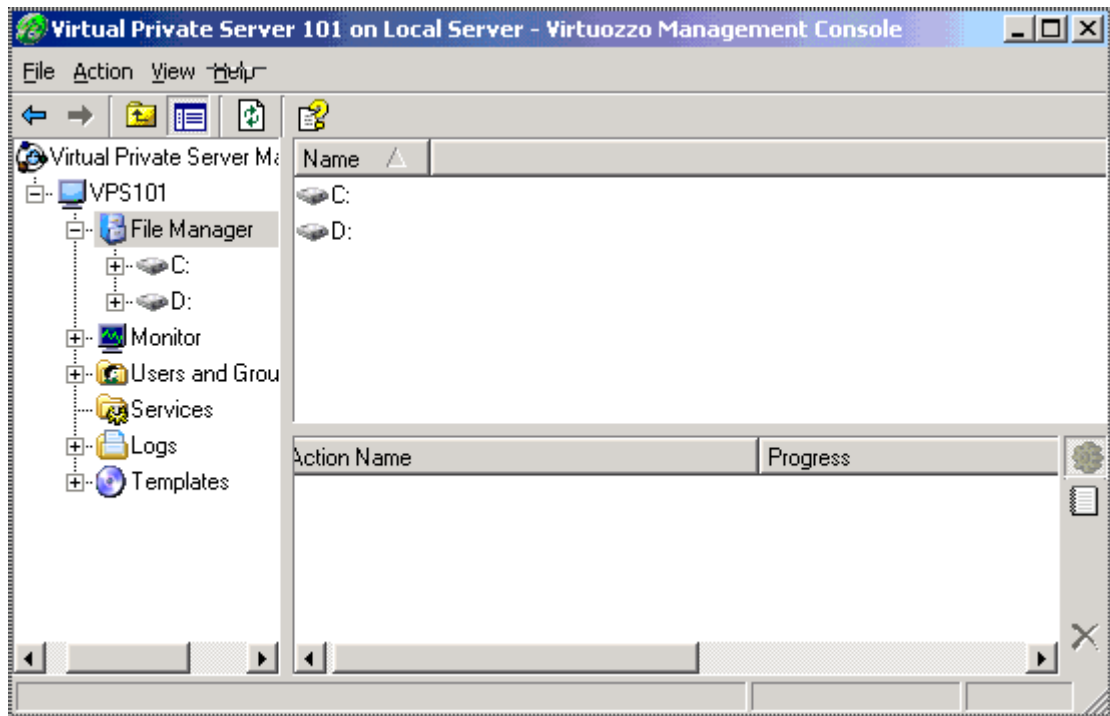 Virtual Private Server 101 on Local Server - Virtuozzo Management Console
File Action View Help
Virtual Private Server Ma
Name
VPS101
C:
File Manager
D:
C:
D:
Monitor
Users and Grou
Services
Logs
Action Name Progress
Templates